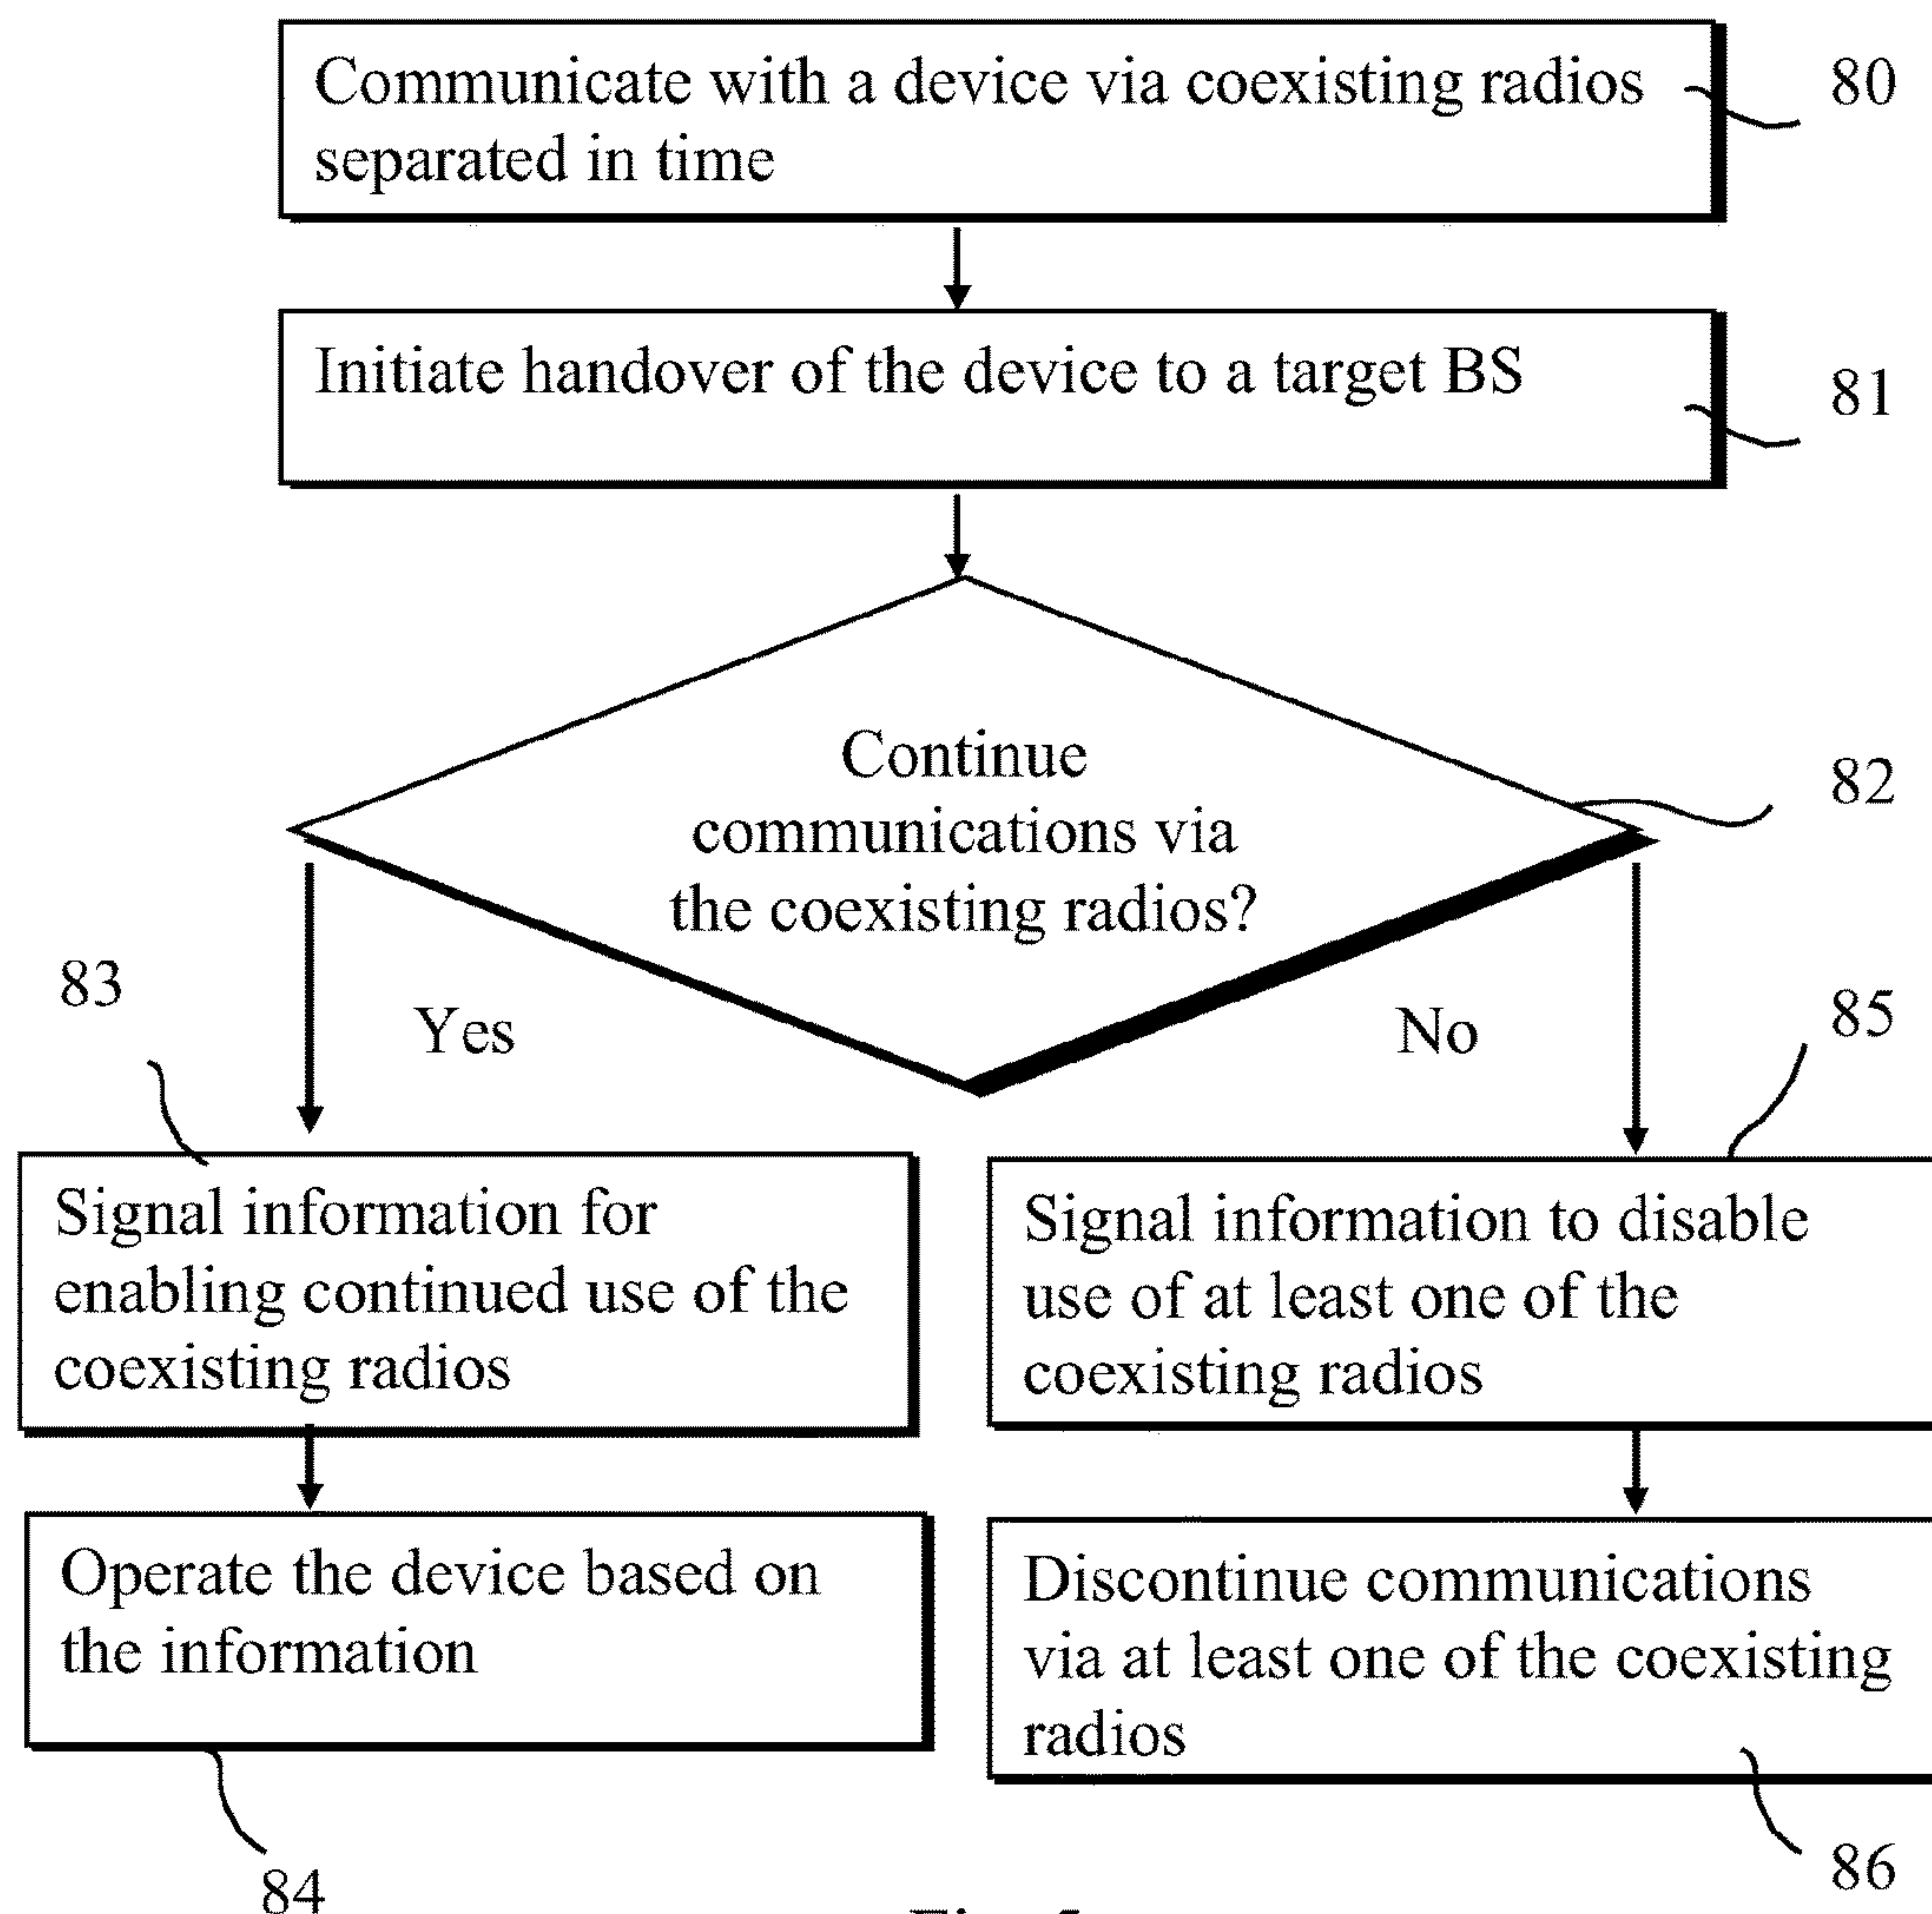 Communicate with a device via coexisting radios
separated in time
80
Initiate handover of the device to a target BS
81
Continue
communications via
the coexisting radios?
82
83
Yes
No
85
Signal information for
enabling continued use of the
coexisting radios
Signal information to disable
use of at least one of the
coexisting radios
Operate the device based on
the information
Discontinue communications
via at least one of the coexisting
radios
84
86